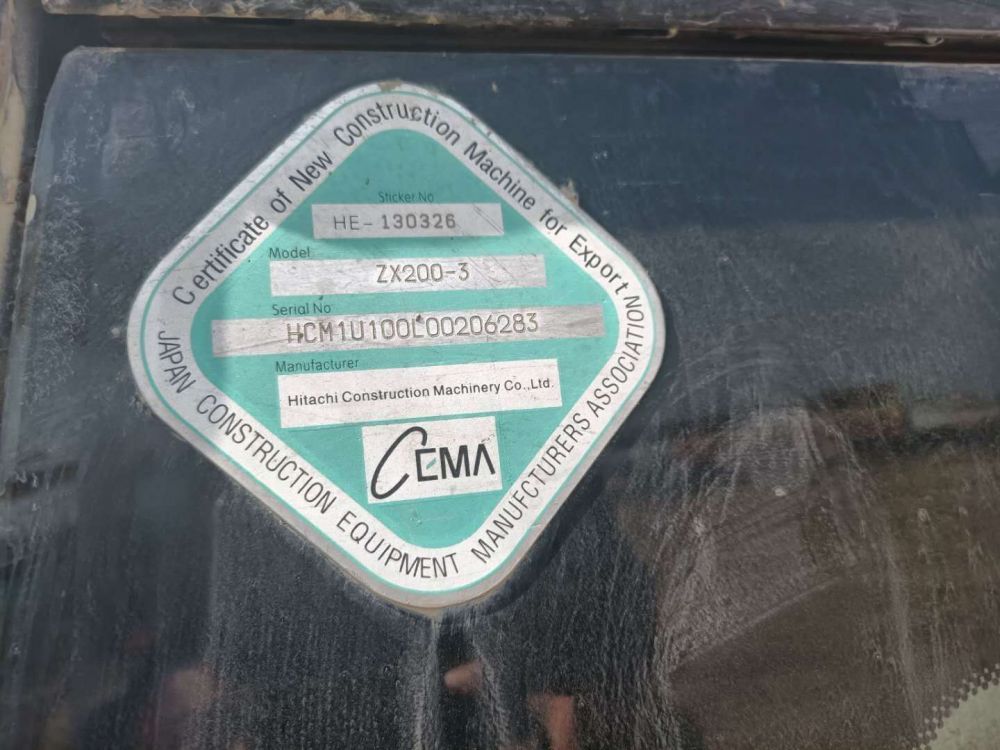 Certificate of New Construction Machine for Export
Sticker No
HE-130326
Model
ZX200-3
Serial No
HCM1U100L00206283
Manufacturer
Hitachi Construction Machinery Co.,Ltd.
CEMA
JAPAN CONSTRUCTION EQUIPMENT MANUFCTURERS ASSOCIATION